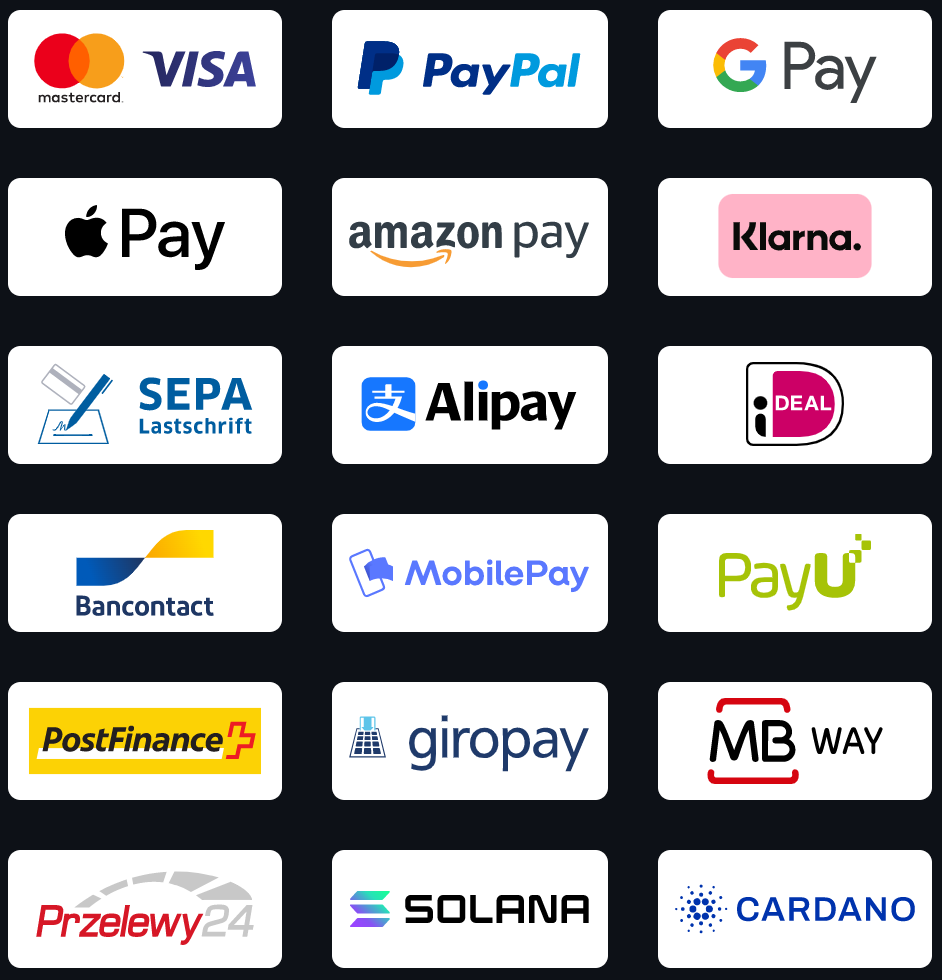 mastercard. VISA
PayPal
G Pay
Pay
amazon pay
Klarna.
SEPA
Lastschrift
支 Alipay
iDEAL
Bancontact
MobilePay
PayU
PostFinance
giropay
MB WAY
Przelewy24
SOLANA
CARDANO